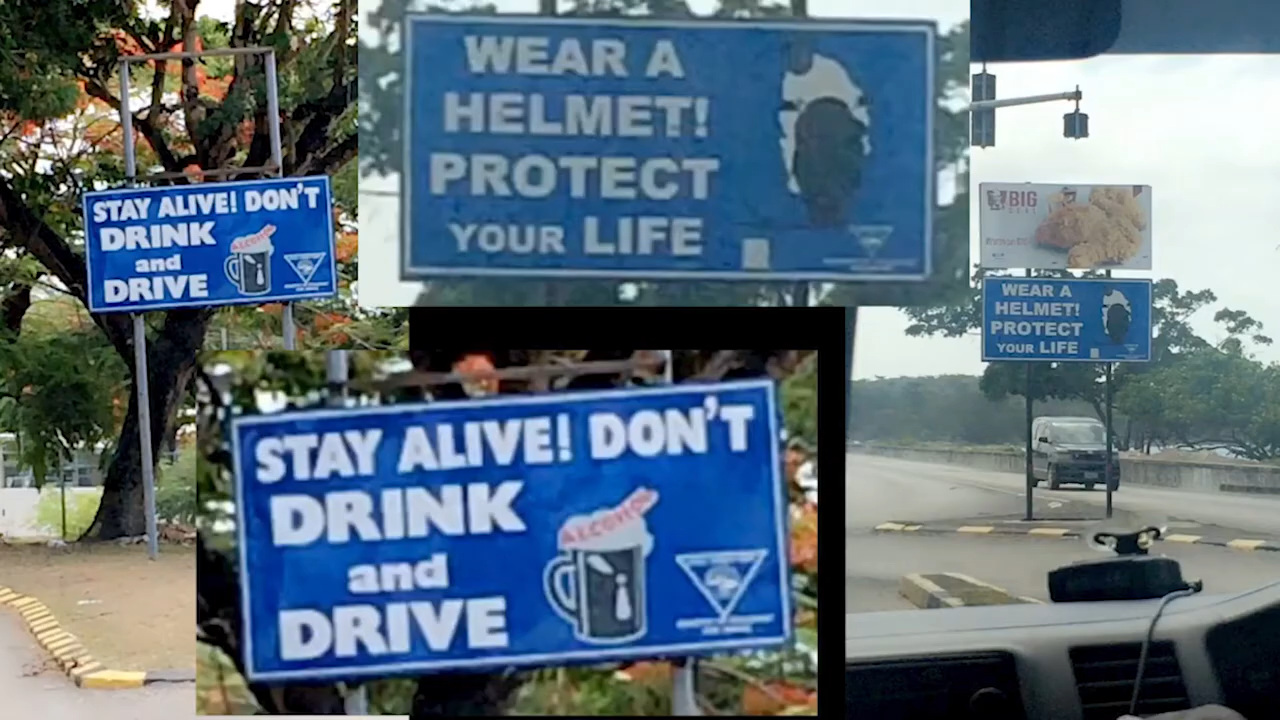 STAY ALIVE! DON'T
DRINK
and
DRIVE
ALCOHOL
WEAR A
HELMET!
PROTECT
YOUR LIFE
BIG
WEAR A
HELMET!
PROTECT
YOUR LIFE
STAY ALIVE! DON'T
DRINK
and
DRIVE
ALCOHOL